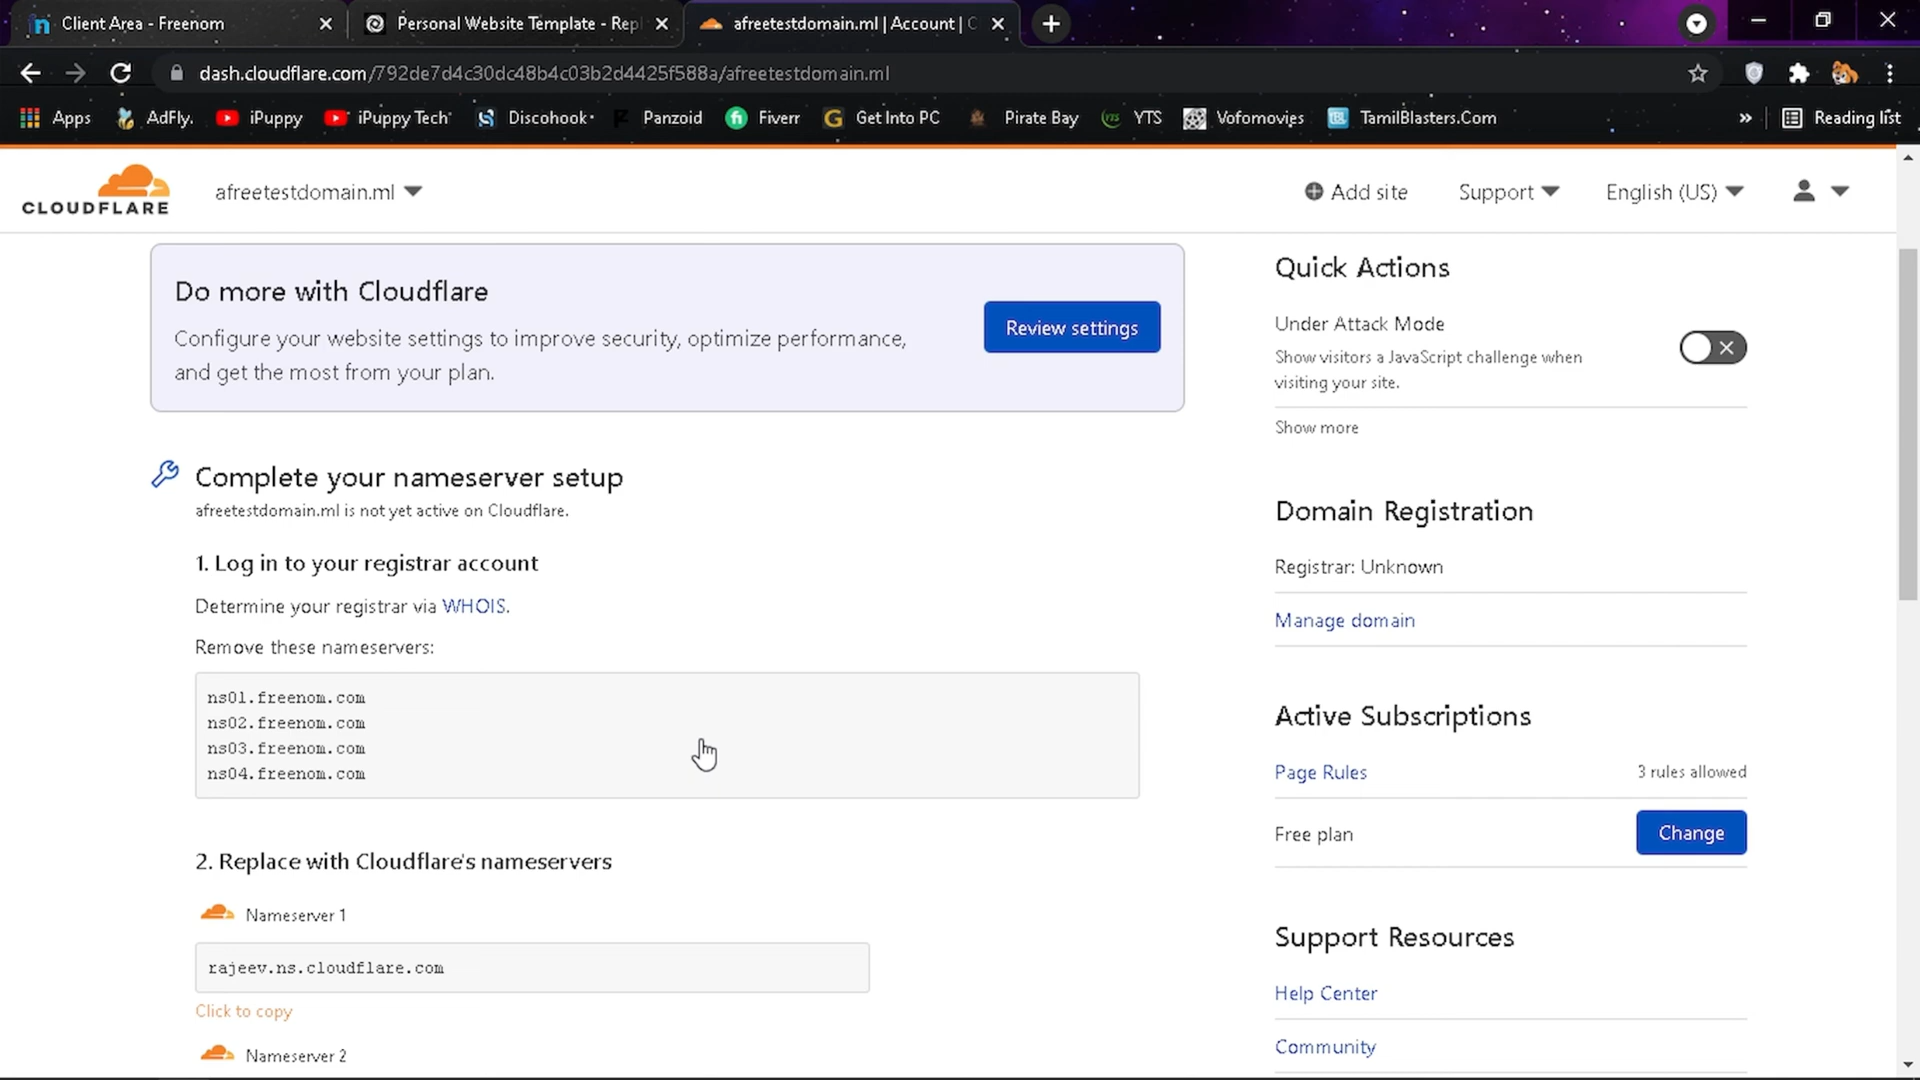 Client Area - Freenom
Personal Website Template - Repl
afreetestdomain.ml | Account | C
dash.cloudflare.com/792de7d4c30dc48b4c03b2d4425f588a/afreetestdomain.ml
Apps
AdFly.
iPuppy
iPuppy Tech'
Discohook·
Panzoid
Fiverr
Get Into PC
Pirate Bay
YTS
Vofomovies
TamilBlasters.Com
»
Reading list
CLOUDFLARE
afreetestdomain.ml
Add site
Support
English (US)
Do more with Cloudflare
Configure your website settings to improve security, optimize performance,
and get the most from your plan.
Review settings
Complete your nameserver setup
afreetestdomain.ml is not yet active on Cloudflare.
1. Log in to your registrar account
Determine your registrar via WHOIS.
Remove these nameservers:
ns01.freenom.com
ns02.freenom.com
ns03.freenom.com
ns04.freenom.com
2. Replace with Cloudflare's nameservers
Nameserver 1
rajeev.ns.cloudflare.com
Click to copy
Nameserver 2
Quick Actions
Under Attack Mode
Show visitors a JavaScript challenge when
visiting your site.
Show more
Domain Registration
Registrar: Unknown
Manage domain
Active Subscriptions
Page Rules
3 rules allowed
Free plan
Change
Support Resources
Help Center
Community